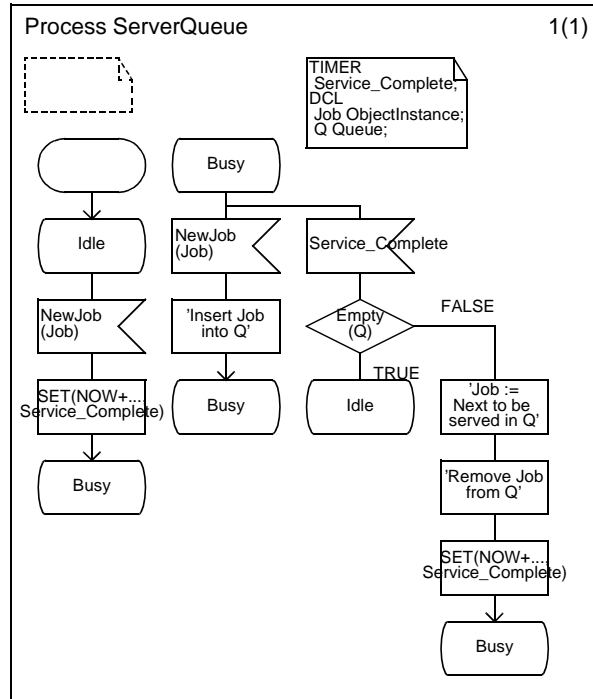 Process ServerQueue
1(1)
TIMER
Service_Complete;
DCL
Job ObjectInstance;
Q Queue;
Idle
NewJob
(Job)
SET(NOW+....
Service_Complete)
Busy
Busy
NewJob
(Job)
'Insert Job
into Q'
Busy
Service_Complete
Empty
(Q)
FALSE
TRUE
Idle
'Job :=
Next to be
served in Q'
'Remove Job
from Q'
SET(NOW+....
Service_Complete)
Busy